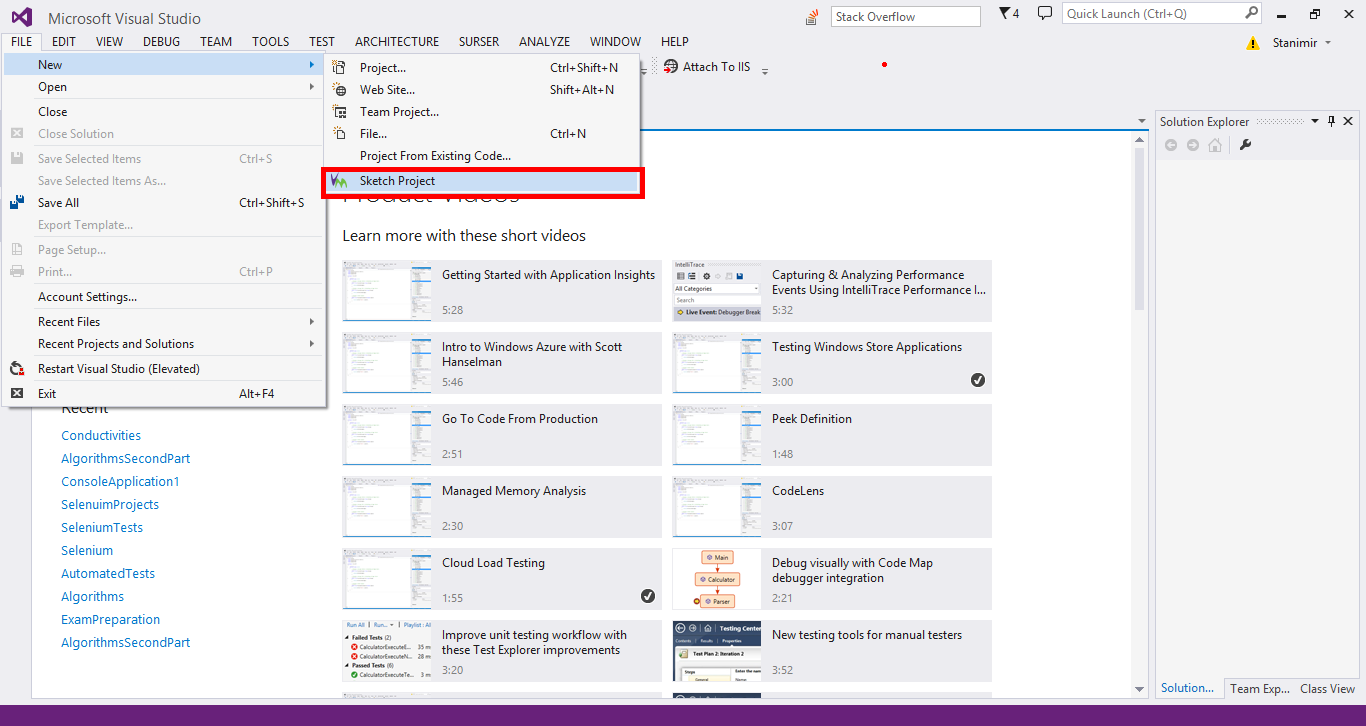 Microsoft Visual Studio
Stack Overflow
4
Quick Launch (Ctrl+Q)
FILE EDIT VIEW DEBUG TEAM TOOLS TEST ARCHITECTURE SURSER ANALYZE WINDOW HELP
Stanimir
New
Open
Close
Close Solution
Save Selected Items Ctrl+S
Save Selected Items As...
Save All Ctrl+Shift+S
Export Template...
Page Setup...
Print... Ctrl+P
Account Settings...
Recent Files
Recent Projects and Solutions
Restart Visual Studio (Elevated)
Exit Alt+F4
Project... Ctrl+Shift+N
Web Site... Shift+Alt+N
Team Project...
File... Ctrl+N
Project From Existing Code...
Sketch Project
Attach To IIS
Solution Explorer
Product Videos
Learn more with these short videos
Getting Started with Application Insights
5:28
IntelliTrace
All Categories
Search
Live Event: Debugger Break
Capturing & Analyzing Performance
Events Using IntelliTrace Performance I...
5:32
Intro to Windows Azure with Scott
Hanselman
5:46
Testing Windows Store Applications
3:00
Go To Code From Production
2:51
Peek Definition
1:48
Managed Memory Analysis
2:30
CodeLens
3:07
Cloud Load Testing
1:55
Main
Calculator
Parser
Debug visually with Code Map
debugger integration
2:21
Run All Run... Playlist: All
Failed Tests (2)
CalculatorExecuteE... 35 m
CalculatorExecuteN... 28 m
Passed Tests (6)
CalculatorExecuteTe... 3 m
Improve unit testing workflow with
these Test Explorer improvements
3:20
Testing Center
Contents Results Properties
Test Plan 2: Iteration 2
Steps Enter the nam
General Name
New testing tools for manual testers
3:52
Recent
Conductivities
AlgorithmsSecondPart
ConsoleApplication1
SelenuimProjects
SeleniumTests
Selenium
AutomatedTests
Algorithms
ExamPreparation
AlgorithmsSecondPart
Solution... Team Exp... Class View